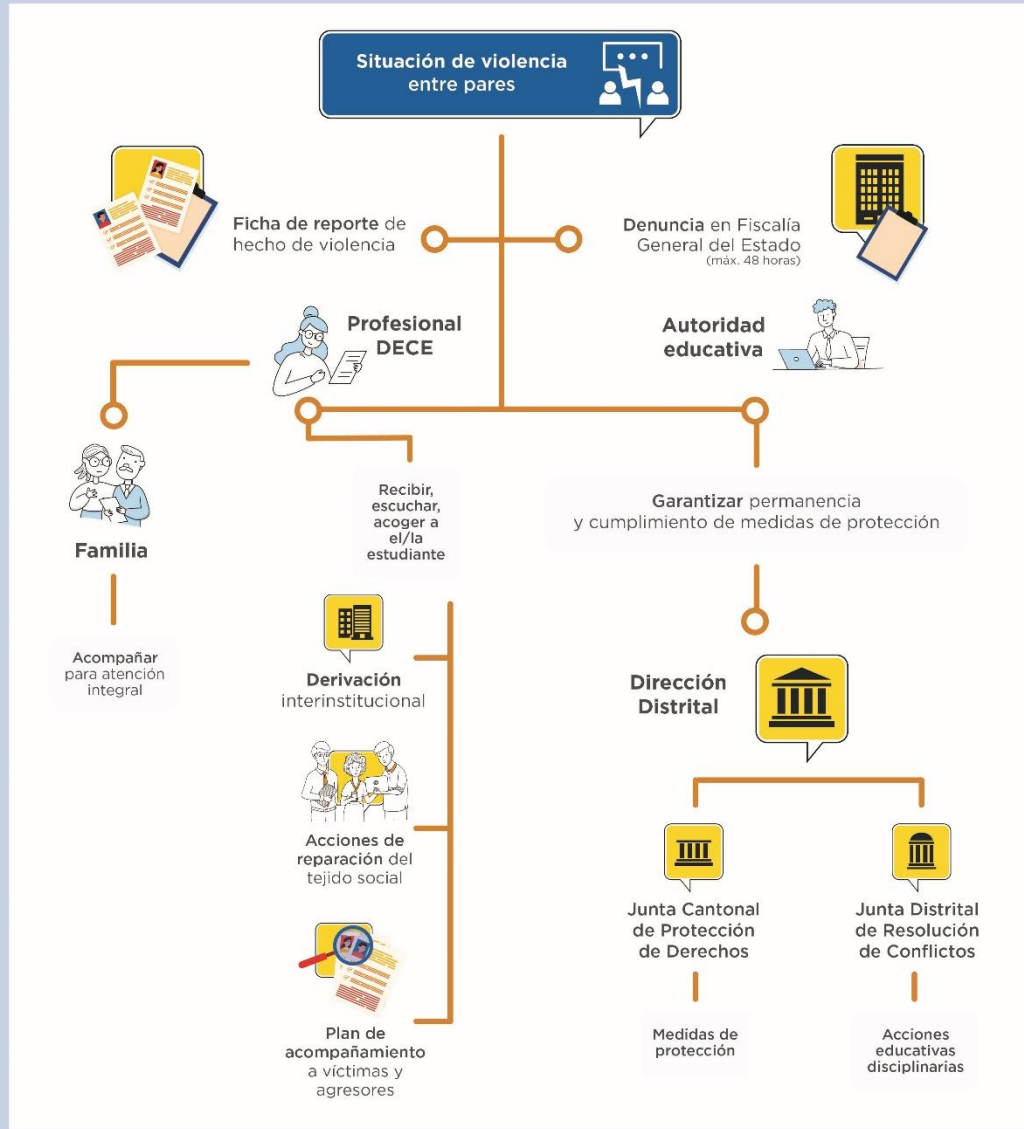 Situación de violencia
entre pares
Ficha de reporte de
hecho de violencia
Denuncia en Fiscalía
General del Estado
(máx. 48 horas)
Profesional
DECE
Autoridad
educativa
Familia
Acompañar
para atención
integral
Recibir,
escuchar,
acoger a
el/la
estudiante
Derivación
interinstitucional
Acciones de
reparación del
tejido social
Plan de
acompañamiento
a víctimas y
agresores
Garantizar permanencia
y cumplimiento de medidas de protección
Dirección
Distrital
Junta Cantonal
de Protección
de Derechos
Medidas de
protección
Junta Distrital
de Resolución
de Conflictos
Acciones
educativas
disciplinarias